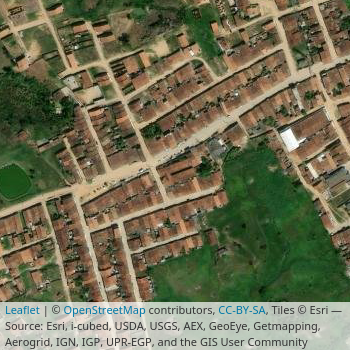 Leaflet | © OpenStreetMap contributors, CC-BY-SA, Tiles © Esri —
Source: Esri, i-cubed, USDA, USGS, AEX, GeoEye, Getmapping,
Aerogrid, IGN, IGP, UPR-EGP, and the GIS User Community